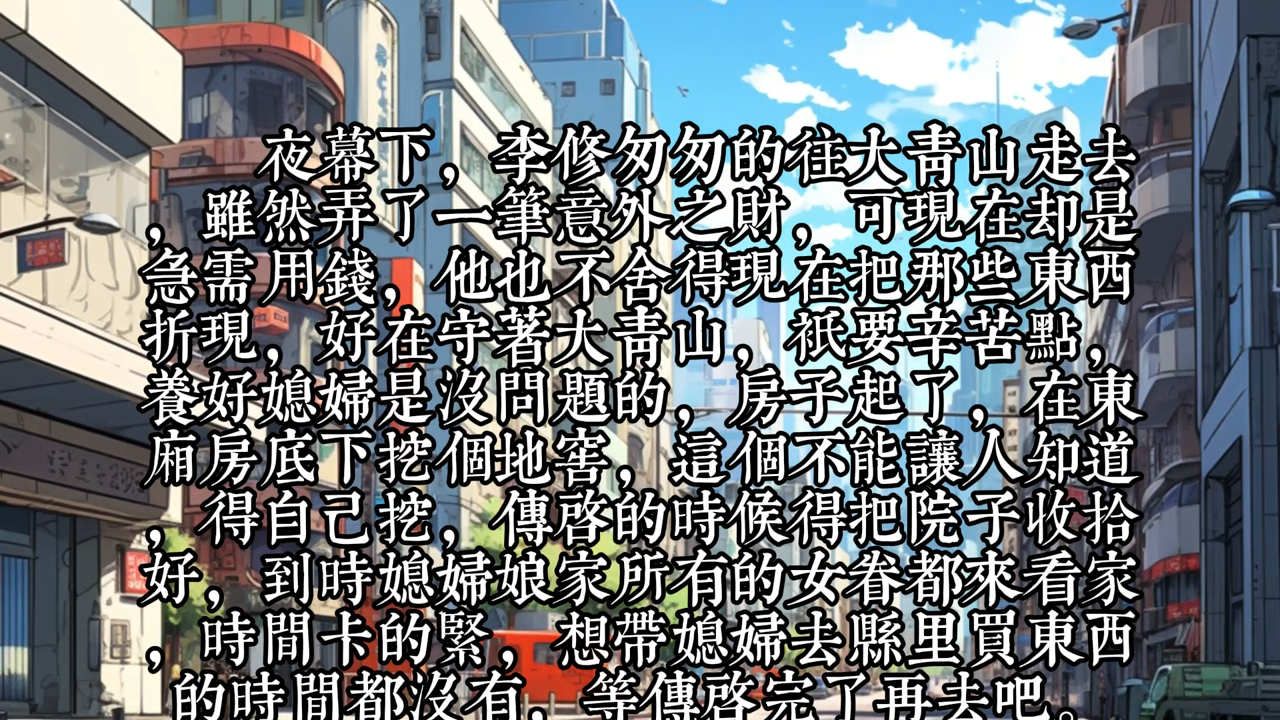 夜幕下，李修匆匆的往大青山走去
，雖然弄了一筆意外之財，可現在却是
急需用錢，他也不舍得現在把那些東西
折現，好在守著大青山，祇要辛苦點，
養好媳婦是沒問題的，房子起了，在東
廂房底下挖個地窖，這個不能讓人知道
，得自己挖，傳啓的時候得把院子收拾
好，到時媳婦娘家所有的女眷都來看家
，時間卡的緊，想帶媳婦去縣里買東西
的時間都沒有，等傳啓完了再去吧。